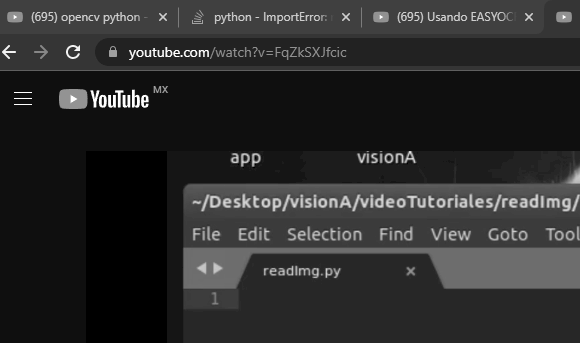 (695) opencv python -
python - ImportError:
(695) Usando EASYOC
youtube.com/watch?v=FqZkSXJfcic
YouTube MX
app visionA
~/Desktop/visionA/videoTutoriales/readImg/
File Edit Selection Find View Goto Tool
readImg.py
1